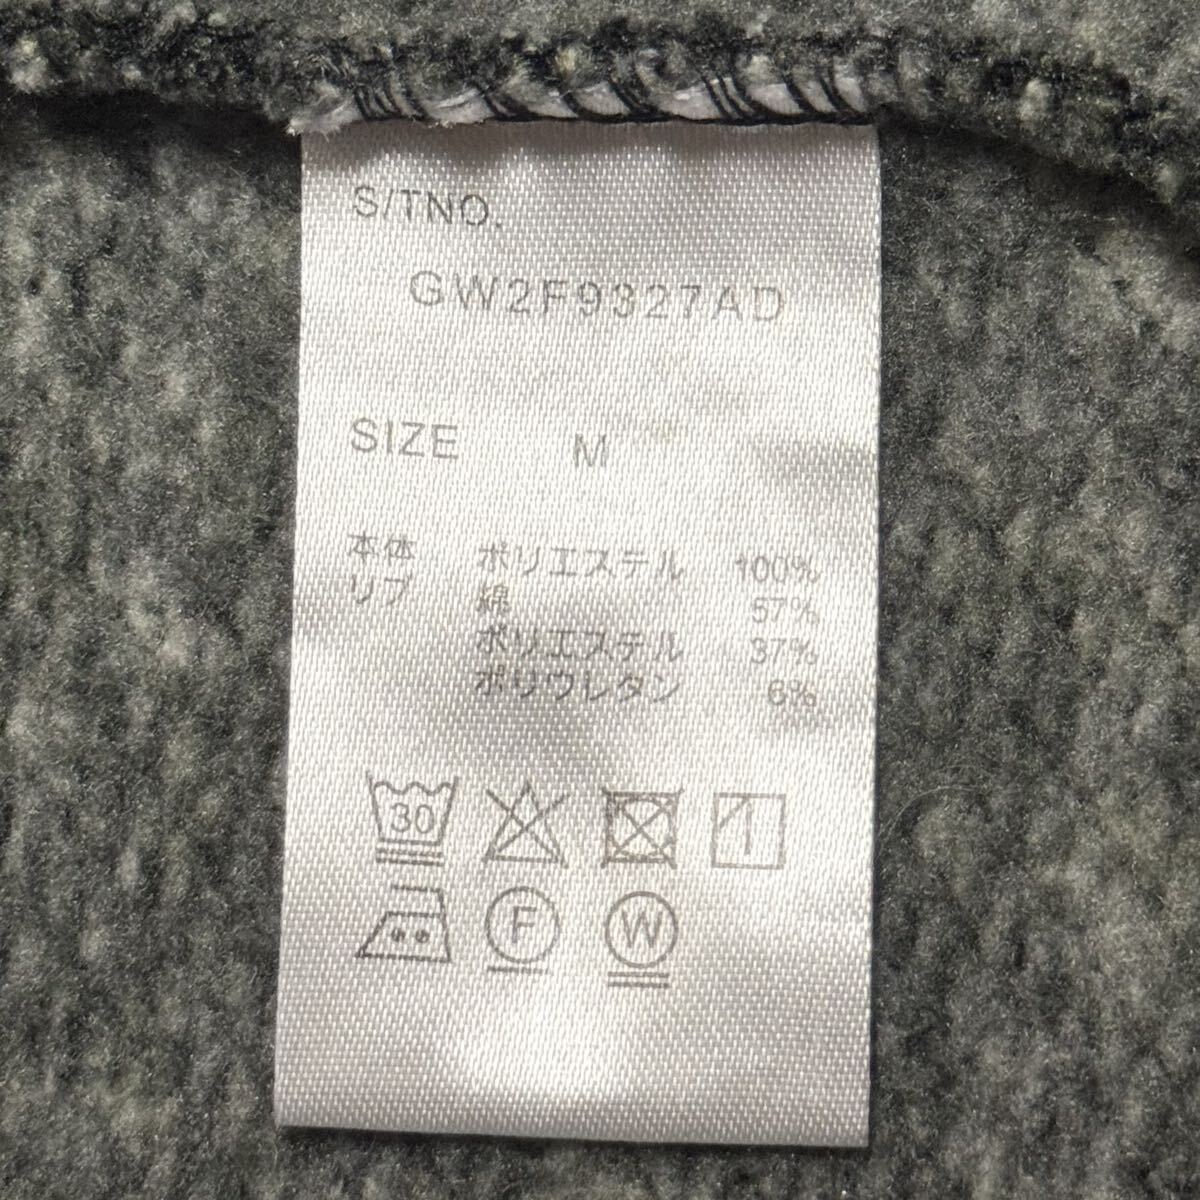 S/TNO.
GW2F9327AD
SIZE M
本体 ポリエステル 100%
リブ 綿 57%
ポリエステル 37%
ポリウレタン 6%
30
F W